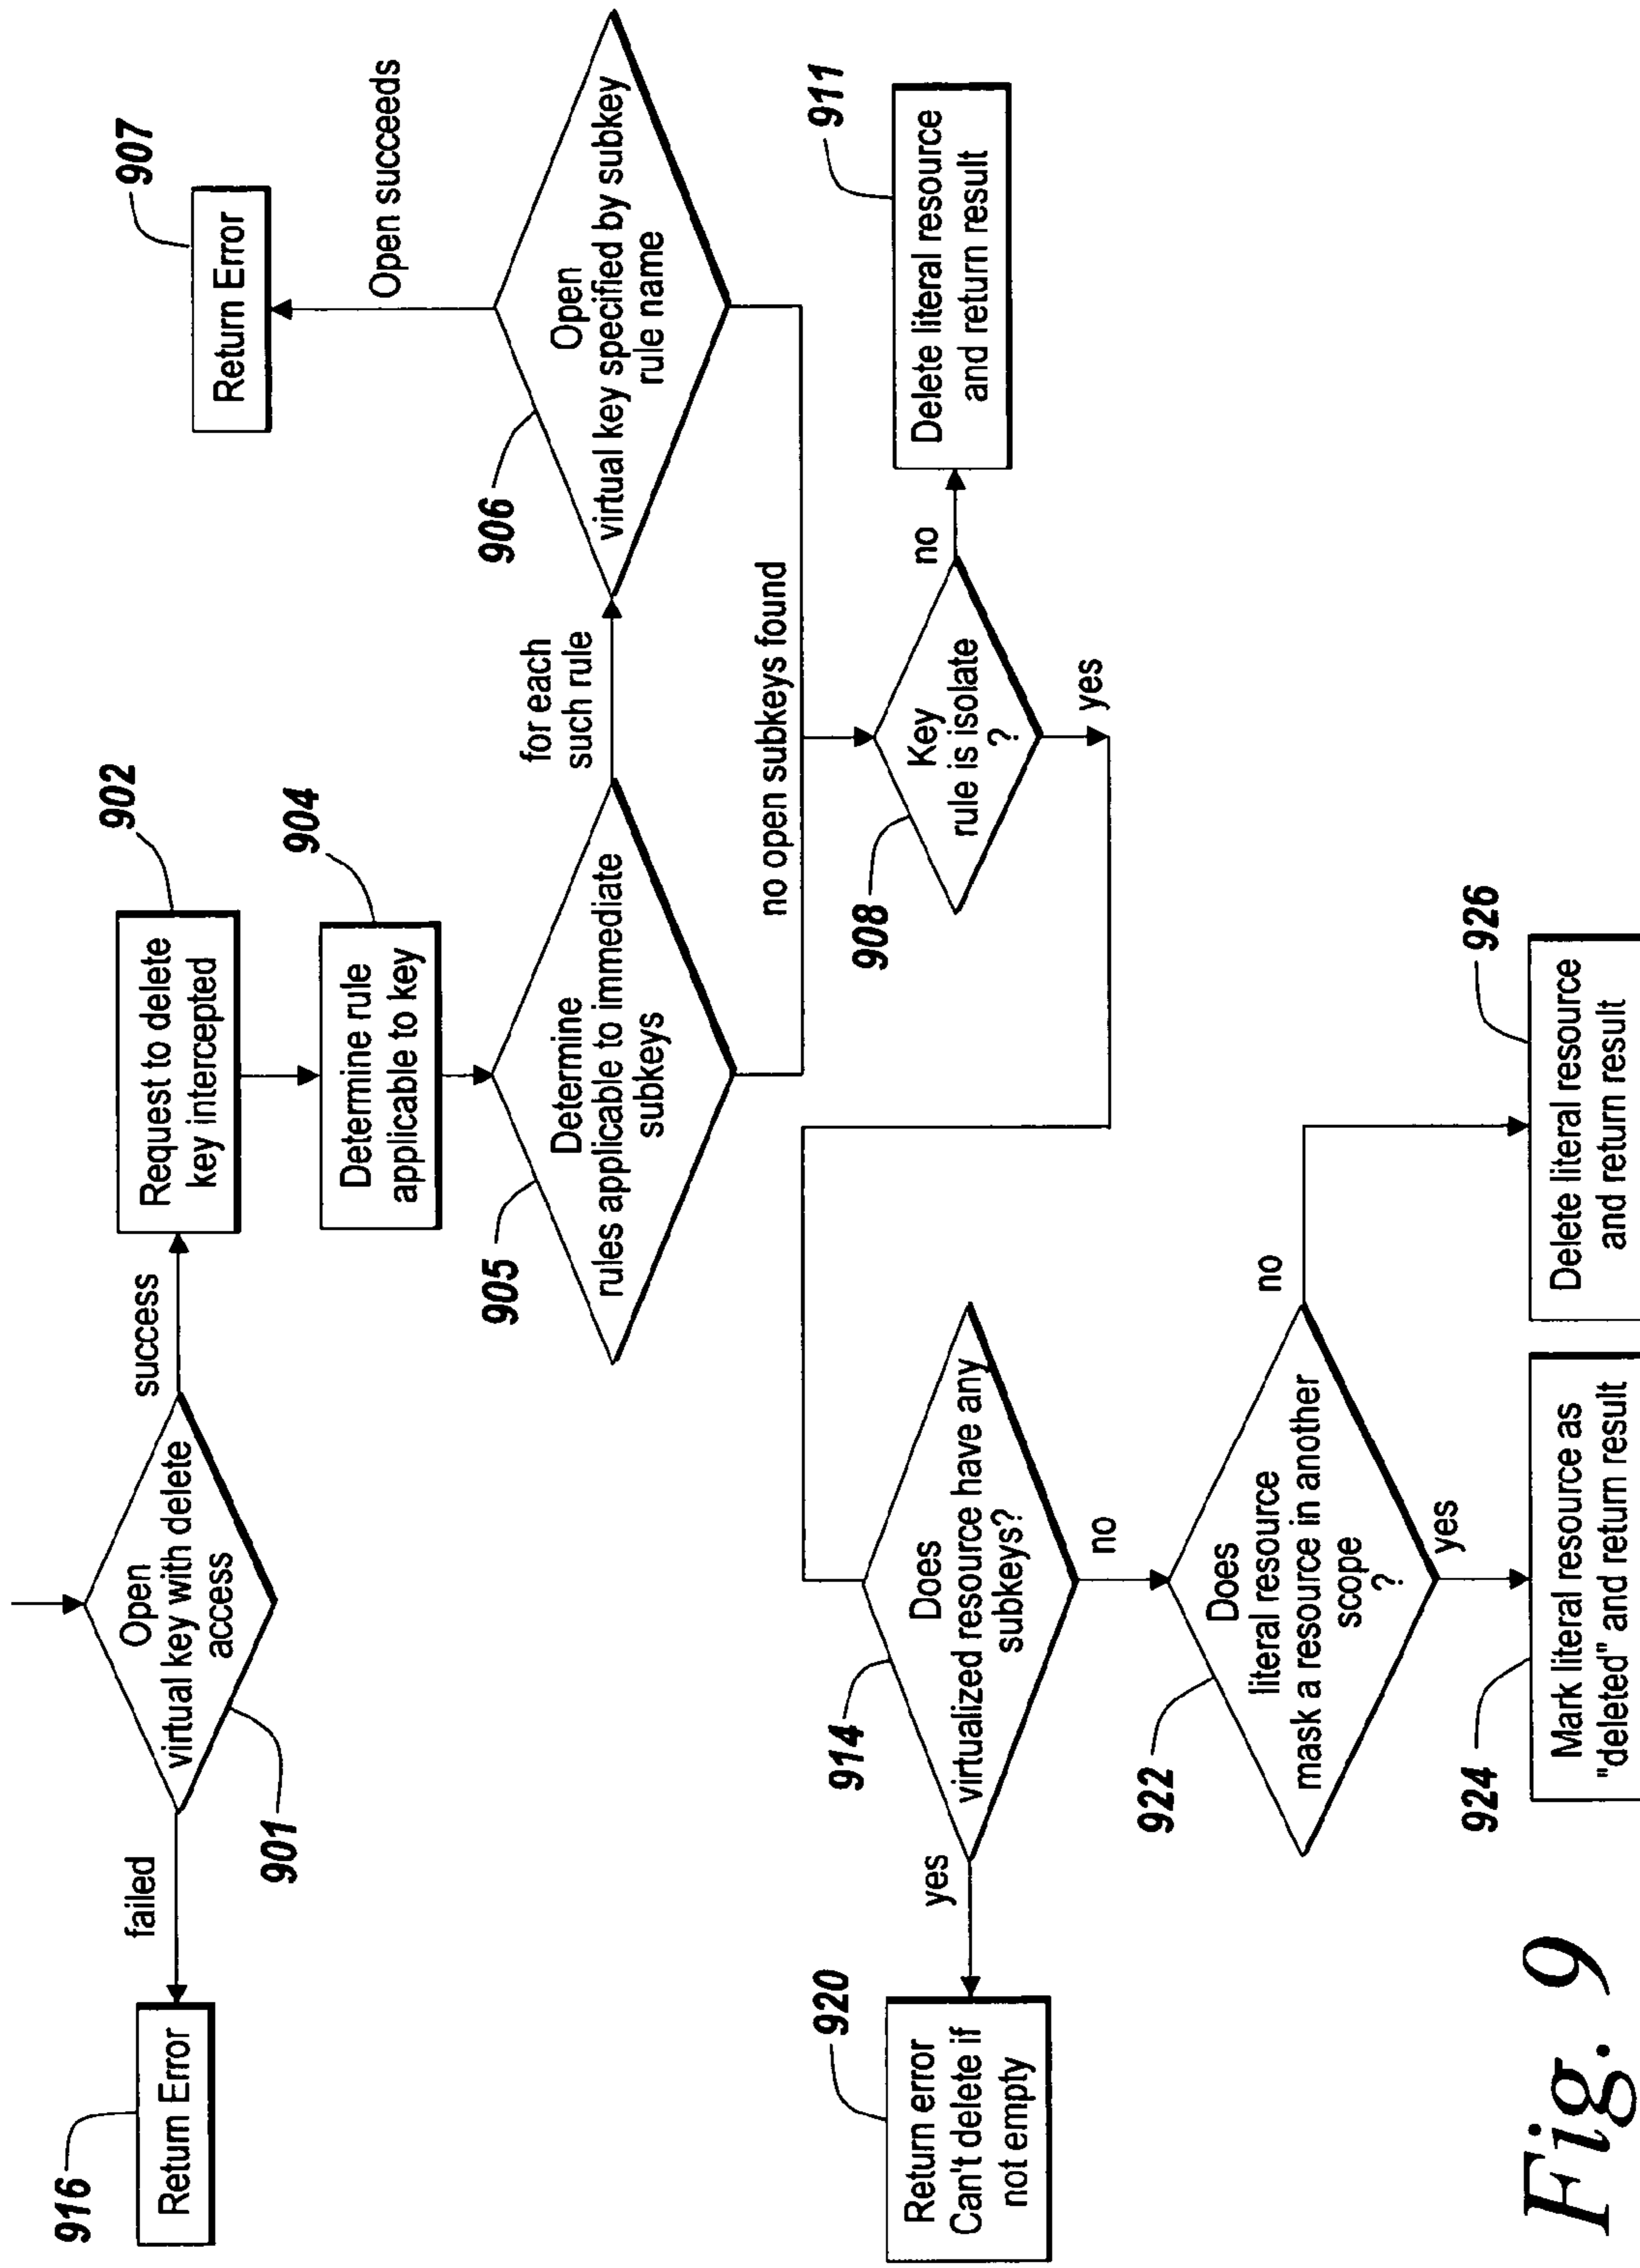 916
Return Error
failed
901
Open
virtual key with delete
access
success
902
Request to delete
key intercepted
904
Determine rule
applicable to key
905
Determine
rules applicable to immediate
subkeys
for each
such rule
906
Open
virtual key specified by subkey
rule name
Open succeeds
907
Return Error
no open subkeys found
908
Key
rule is isolate
?
no
911
Delete literal resource
and return result
yes
914
Does
virtualized resource have any
subkeys?
yes
920
Return error
Can't delete if
not empty
no
922
Does
literal resource
mask a resource in another
scope
?
yes
924
Mark literal resource as
"deleted" and return result
no
926
Delete literal resource
and return result
Fig. 9